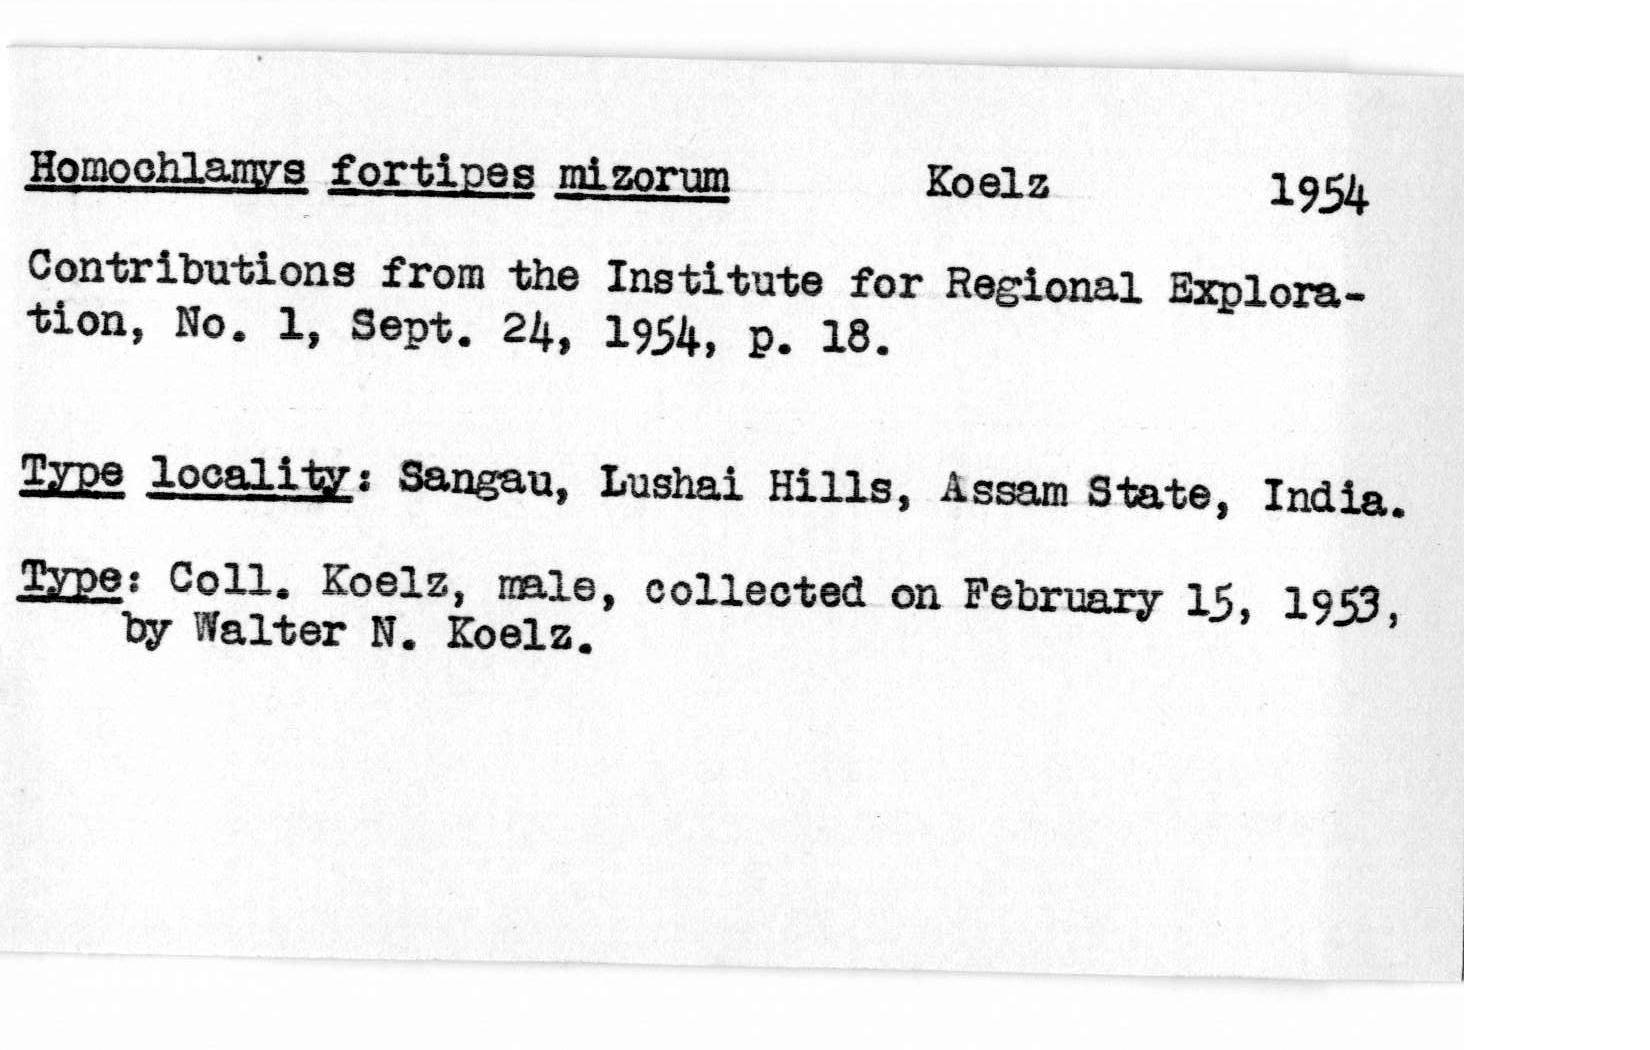 Homochlamys fortipes mizorum Koelz 1954
Contributions from the Institute for Regional Explora-
tion, No. 1, Sept. 24, 1954, p. 18.
Type locality: Sangau, Lushai Hills, Assam State, India.
Type: Coll. Koelz, male, collected on February 15, 1953,
by Walter N. Koelz.